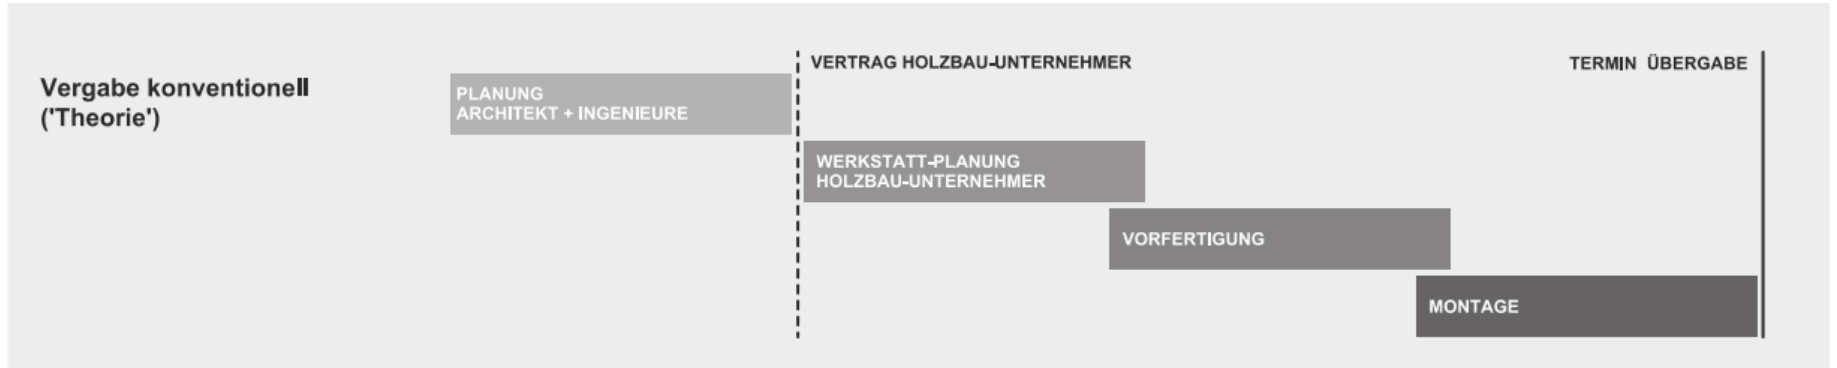 Vergabe konventionell
('Theorie')
PLANUNG
ARCHITEKT + INGENIEURE
VERTRAG HOLZBAU-UNTERNEHMER
TERMIN ÜBERGABE
WERKSTATT-PLANUNG
HOLZBAU-UNTERNEHMER
VORFERTIGUNG
MONTAGE